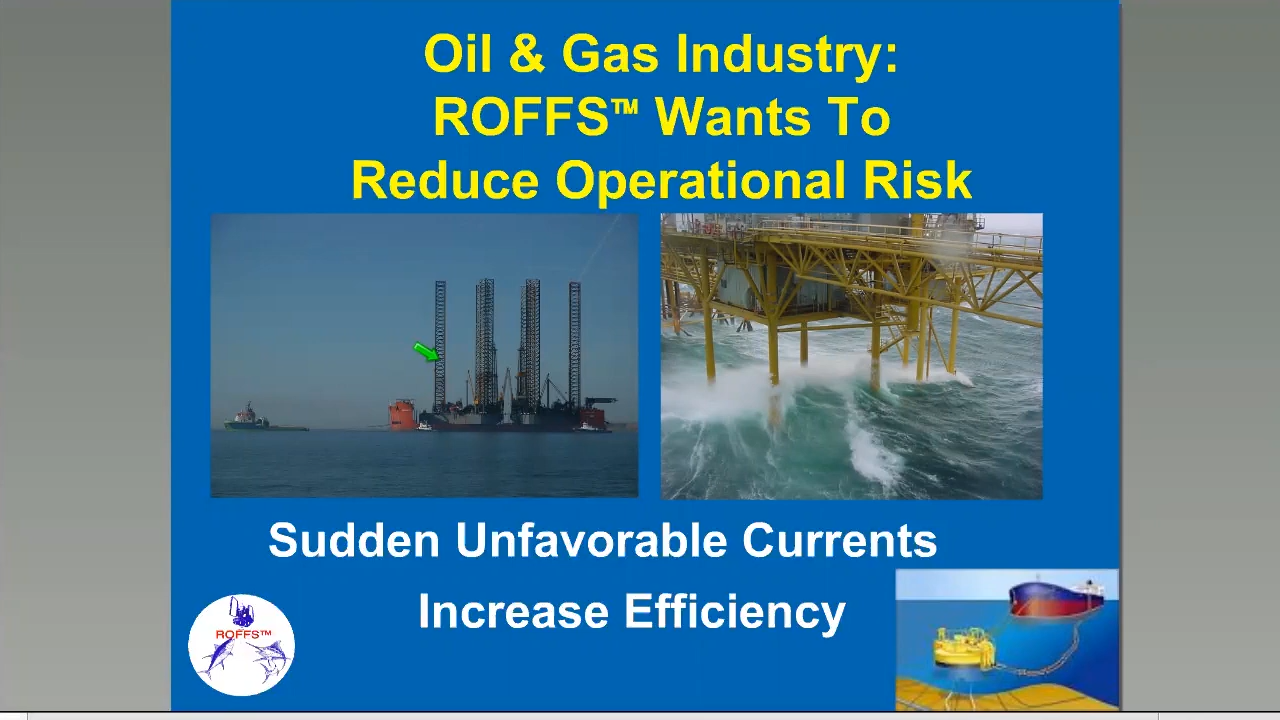 Oil & Gas Industry:
ROFFS™ Wants To
Reduce Operational Risk
Sudden Unfavorable Currents
Increase Efficiency
ROFFS™